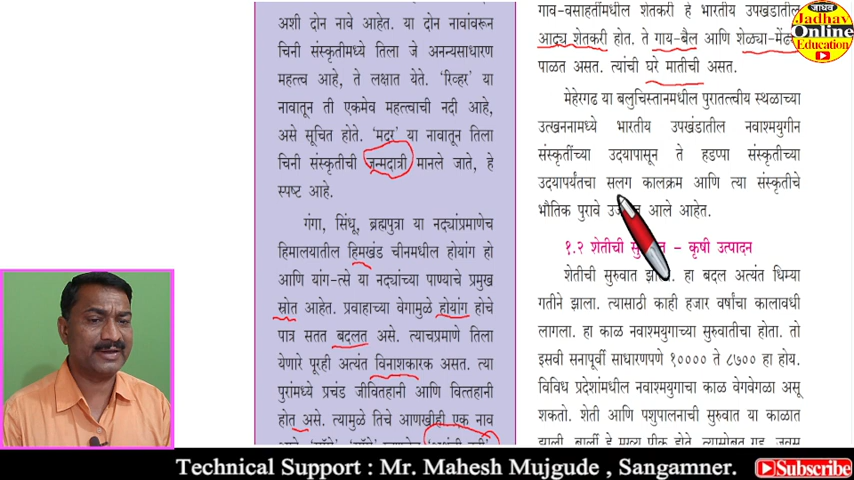 अशी दोन नावे आहेत. या दोन नावांवरून
चिनी संस्कृतीमध्ये तिला जे अनन्यसाधारण
महत्त्व आहे, ते लक्षात येते. 'रिव्हर' या
नावातून ती एकमेव महत्त्वाची नदी आहे,
असे सूचित होते. 'मदर' या नावातून तिला
चिनी संस्कृतीची जन्मदात्री मानले जाते, हे
स्पष्ट आहे.
गंगा, सिंधू, ब्रह्मपुत्रा या नद्यांप्रमाणेच
हिमालयातील हिमखंड चीनमधील होयांग हो
आणि यांग-त्से या नद्यांच्या पाण्याचे प्रमुख
स्रोत आहेत. प्रवाहाच्या वेगामुळे होयांग होचे
पात्र सतत बदलत असे. त्याचप्रमाणे तिला
येणारे पूरही अत्यंत विनाशकारक असत. त्या
पुरांमध्ये प्रचंड जीवितहानी आणि वित्तहानी
होत असे. त्यामुळे तिचे आणखीही एक नाव
गाव-वसाहतींमधील शेतकरी हे भारतीय उपखंडातील
आद्य शेतकरी होत. ते गाय-बैल आणि शेळ्या-मेंढ्या
पाळत असत. त्यांची घरे मातीची असत.
मेहेरगढ या बलुचिस्तानमधील पुरातत्त्वीय स्थळाच्या
उत्खननामध्ये भारतीय उपखंडातील नवाश्मयुगीन
संस्कृतींच्या उदयापासून ते हडप्पा संस्कृतीच्या
उदयापर्यंतचा सलग कालक्रम आणि त्या संस्कृतीचे
भौतिक पुरावे आले आहेत.
१.२ शेतीची - कृषी उत्पादन
शेतीची सुरुवात हा बदल अत्यंत धिम्या
गतीने झाला. त्यासाठी काही हजार वर्षांचा कालावधी
लागला. हा काळ नवाश्मयुगाच्या सुरुवातीचा होता. तो
इसवी सनापूर्वी साधारणपणे १०००० ते ८७०० हा होय.
विविध प्रदेशांमधील नवाश्मयुगाचा काळ वेगवेगळा असू
शकतो. शेती आणि पशुपालनाची सुरुवात या काळात
झाली. बार्ली हे मुख्य पीक होते. त्यासोबत गहू, जवस
जाधव
Jadhav
Online
Education
Technical Support : Mr. Mahesh Mujgude , Sangamner.
Subscribe